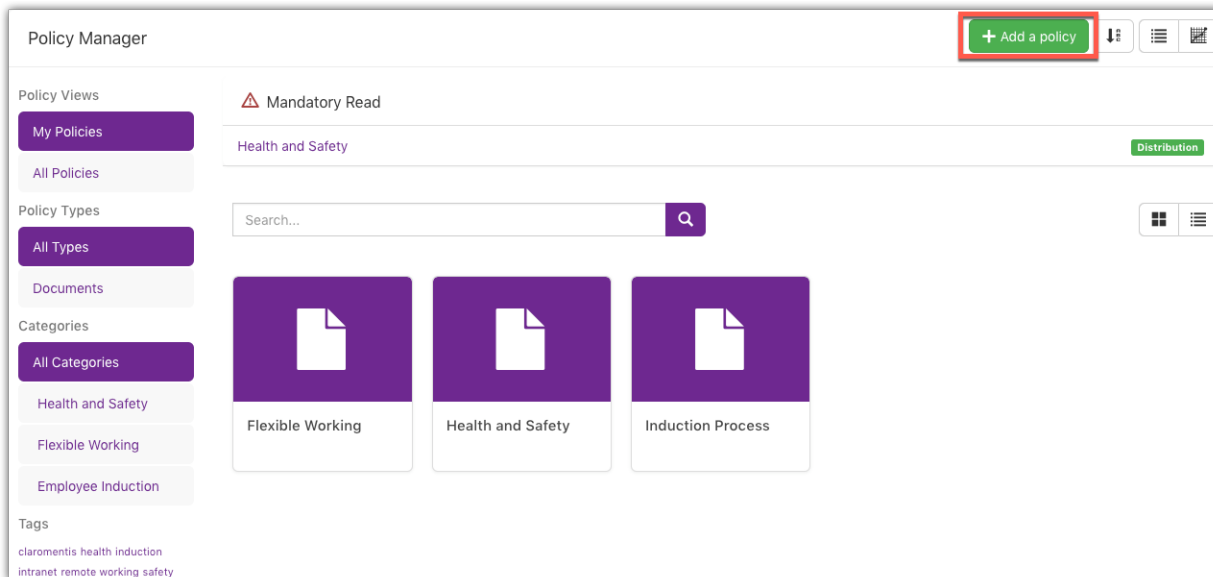 Policy Manager
+ Add a policy
Policy Views
My Policies
All Policies
Policy Types
All Types
Documents
Categories
All Categories
Health and Safety
Flexible Working
Employee Induction
Tags
claromentis health induction
intranet remote working safety
Mandatory Read
Health and Safety
Distribution
Search...
Flexible Working
Health and Safety
Induction Process